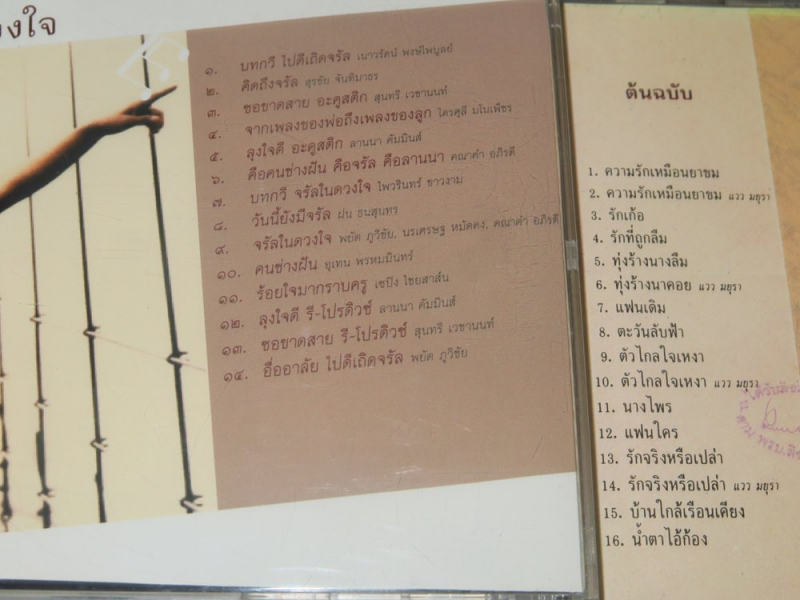 งใจ
๑. บทกวี ไปดีเถิดจรัล เนาวรัตน์ พงษ์ไพบูลย์
๒. คิดถึงจรัล สุรชัย จันทิมาธร
๓. ซอขาดสาย อะคูสติก สุนทรี เวชานนท์
๔. จากเพลงของพ่อถึงเพลงของลูก ไตรศุลี มโนเพ็ชร
๕. ลุงใจดี อะคูสติก ลานนา คัมมินส์
๖. คือคนช่างฝัน คือจรัล คือลานนา คณาคำ อภิรดี
๗. บทกวี จรัลในดวงใจ ไพวรินทร์ ขาวงาม
๘. วันนี้ยังมีจรัล ฝน ธนสุนทร
๙. จรัลในดวงใจ พยัต ภูวิชัย, นรเศรษฐ หมัดคง, คณาคำ อภิรดี
๑๐. คนช่างฝัน ยุเทน พรหมมินทร์
๑๑. ร้อยใจมากราบครู เชปิง ไชยสาส์น
๑๒. ลุงใจดี รี-โปรดิวซ์ ลานนา คัมมินส์
๑๓. ซอขาดสาย รี-โปรดิวซ์ สุนทรี เวชานนท์
๑๔. อื่ออาลัย ไปดีเถิดจรัล พยัต ภูวิชัย
ต้นฉบับ
1. ความรักเหมือนยาขม
2. ความรักเหมือนยาขม แวว มยุรา
3. รักเก้อ
4. รักที่ถูกลืม
5. ทุ่งร้างนางลืม
6. ทุ่งร้างนาคอย แวว มยุรา
7. แฟนเดิม
8. ตะวันลับฟ้า
9. ตัวไกลใจเหงา
10. ตัวไกลใจเหงา แวว มยุรา
11. นางไพร
12. แฟนใคร
13. รักจริงหรือเปล่า
14. รักจริงหรือเปล่า แวว มยุรา
15. บ้านใกล้เรือนเคียง
16. น้ำตาไอ้ก้อง